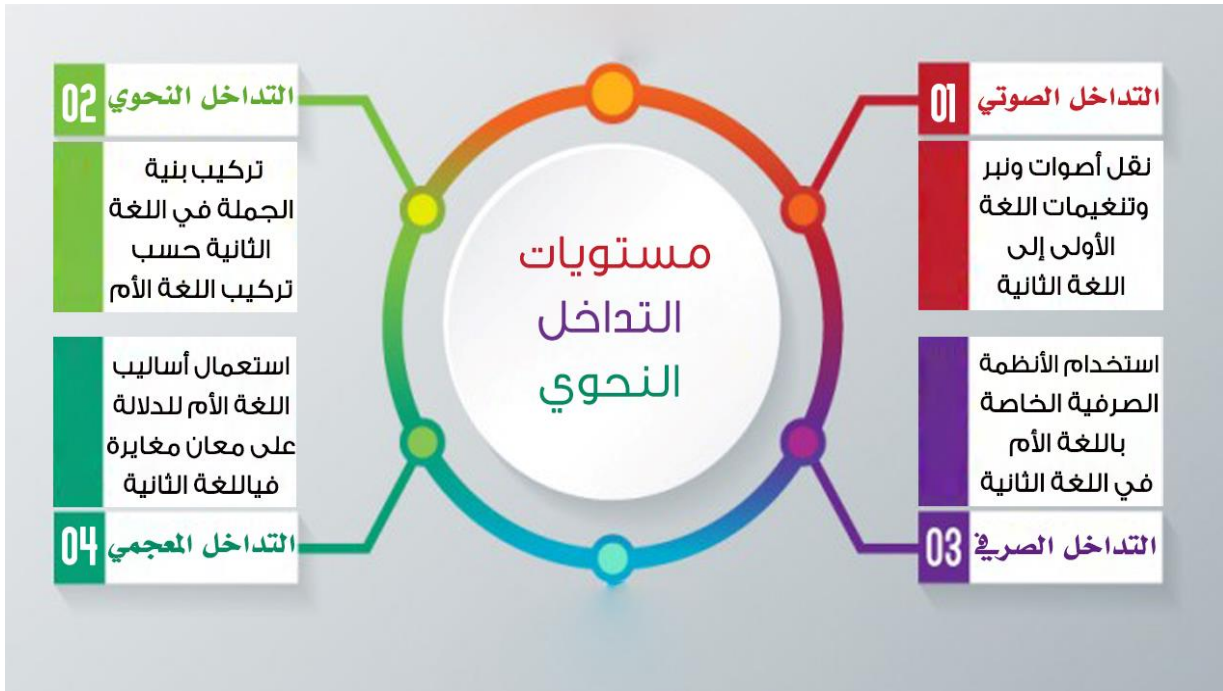 مستويات
التداخل
النحوي
01
التداخل الصوتي
نقل أصوات ونبر
وتنغيمات اللغة
الأولى إلى
اللغة الثانية
02
التداخل النحوي
تركيب بنية
الجملة في اللغة
الثانية حسب
تركيب اللغة الأم
استخدام الأنظمة
الصرفية الخاصة
باللغة الأم
في اللغة الثانية
03
التداخل الصرفي
استعمال أساليب
اللغة الأم للدلالة
على معان مغايرة
فياللغة الثانية
04
التداخل المعجمي